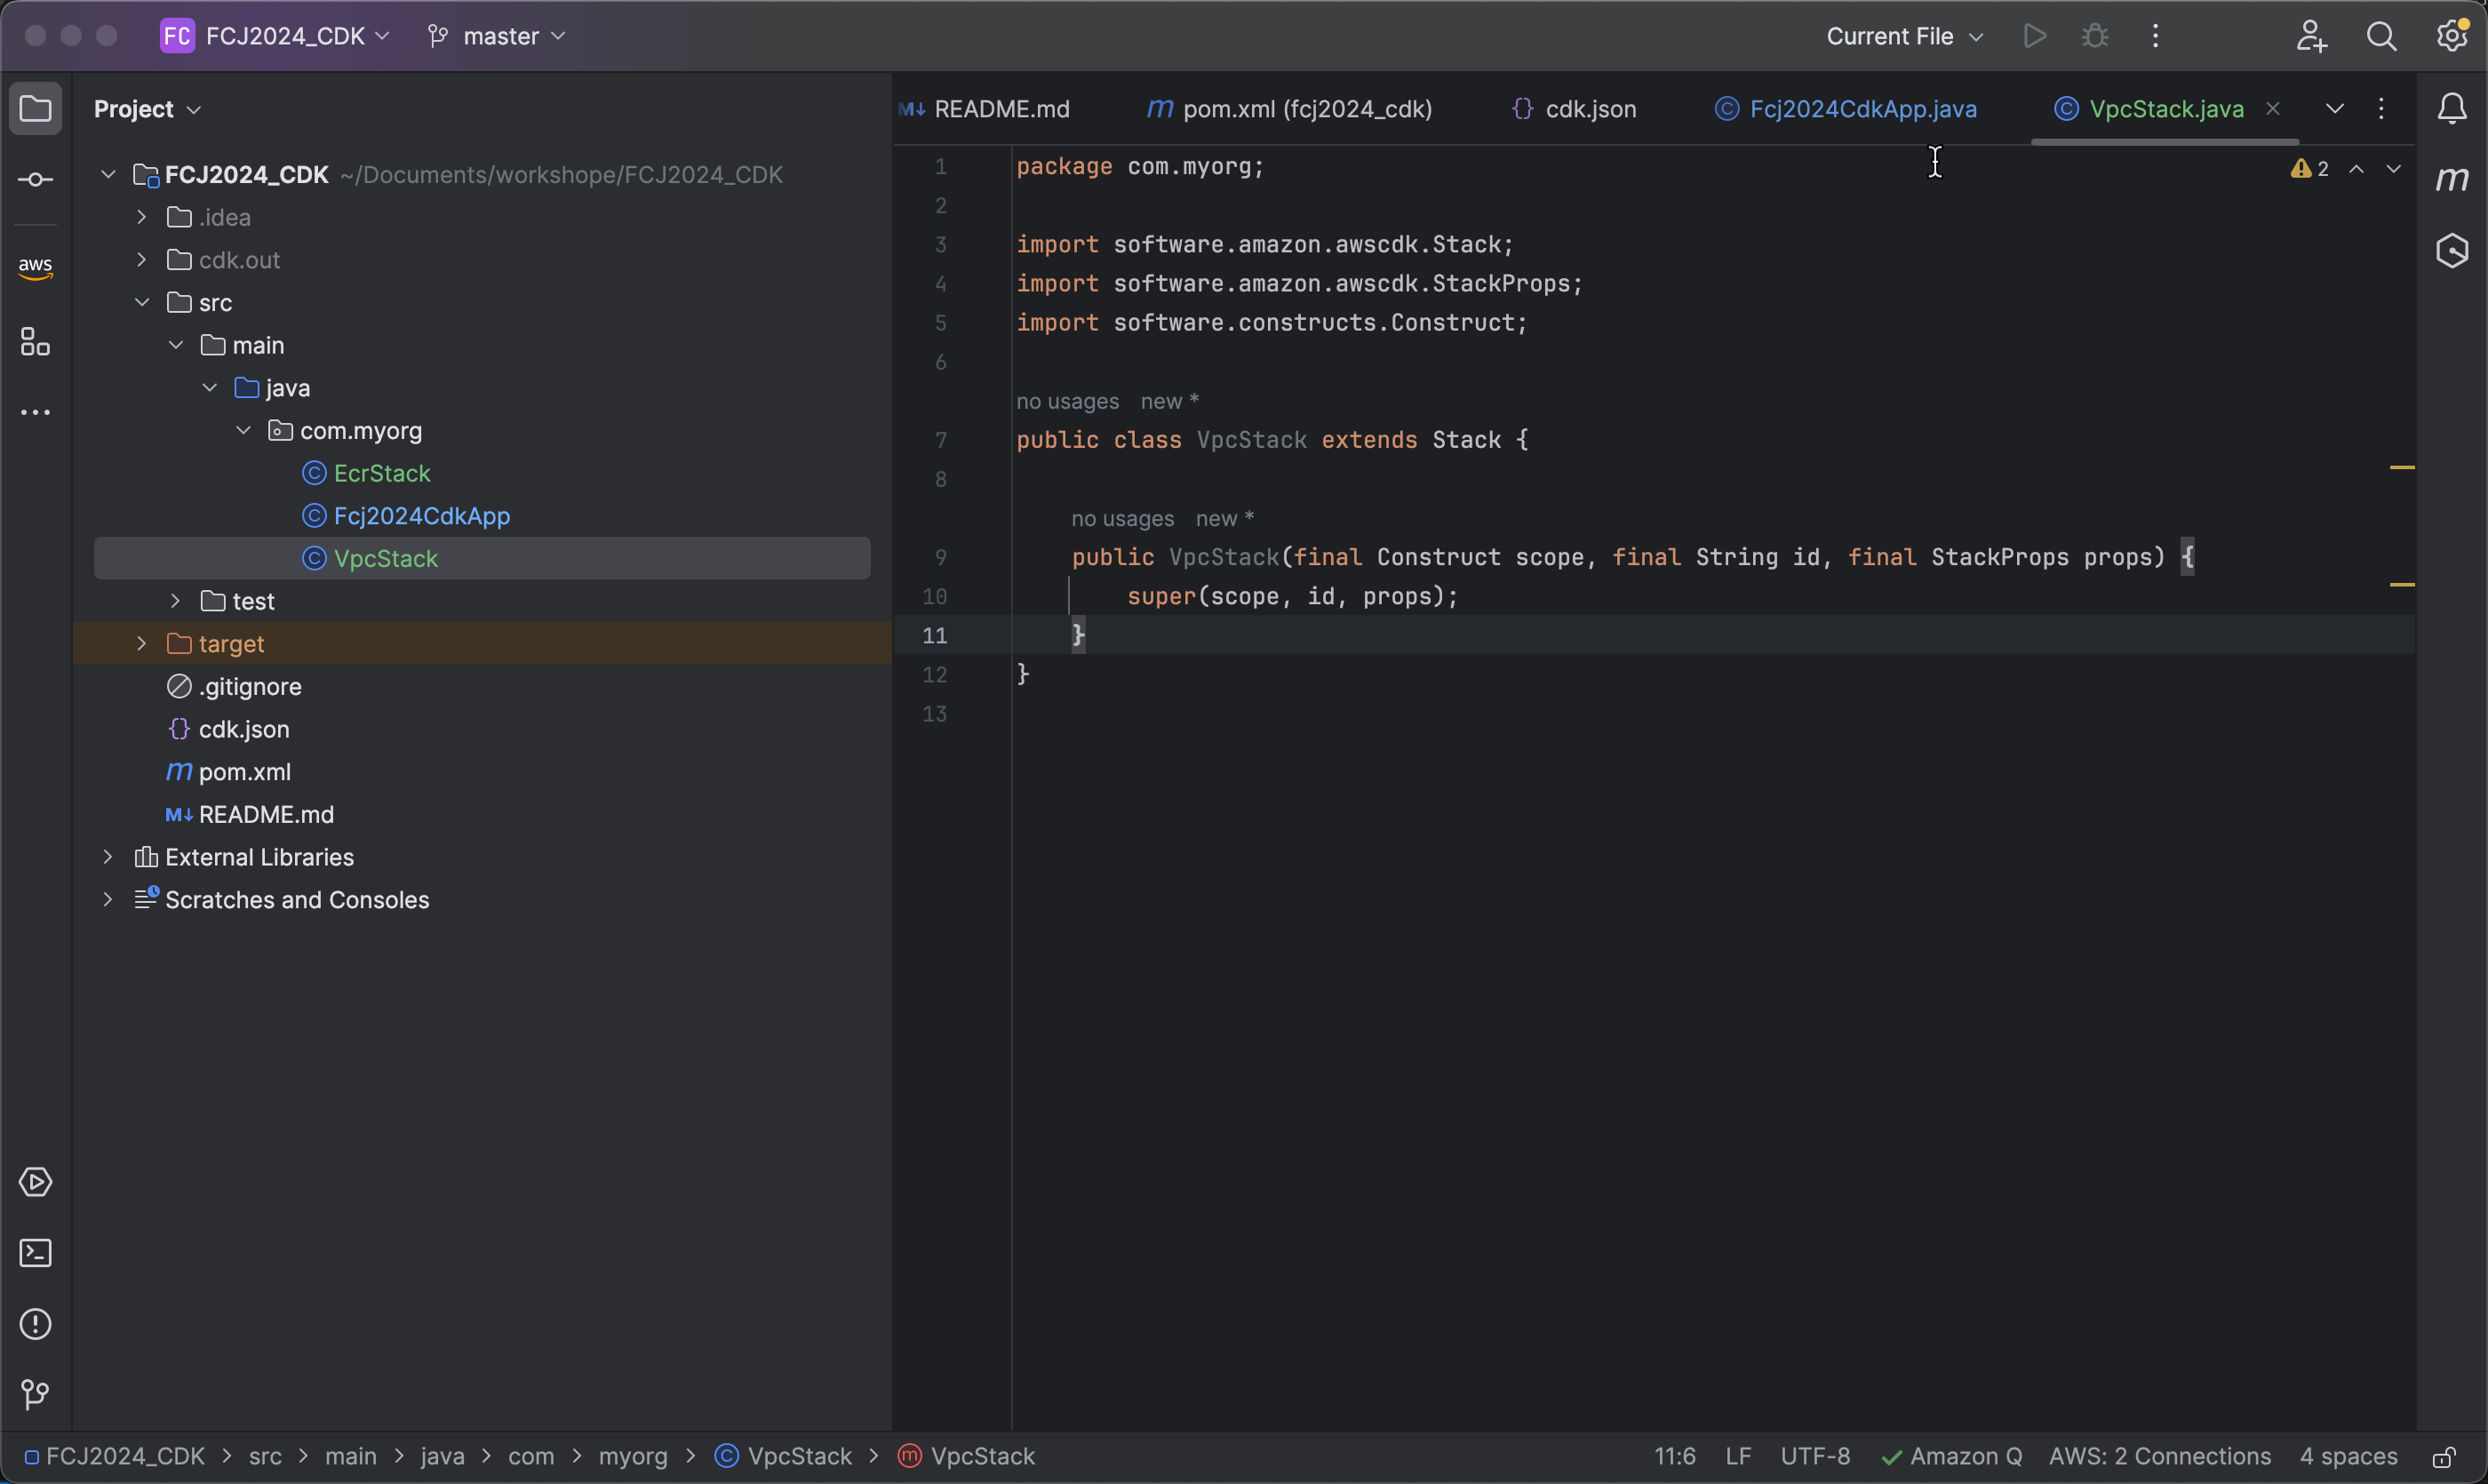 FC FCJ2024_CDK master Current File
Project
README.md pom.xml (fcj2024_cdk) cdk.json Fcj2024CdkApp.java VpcStack.java
FCJ2024_CDK ~/Documents/workshope/FCJ2024_CDK
.idea
cdk.out
src
main
java
com.myorg
EcrStack
Fcj2024CdkApp
VpcStack
test
target
.gitignore
{} cdk.json
m pom.xml
M↓ README.md
External Libraries
Scratches and Consoles
aws
2
1 package com.myorg;
2
3 import software.amazon.awscdk.Stack;
4 import software.amazon.awscdk.StackProps;
5 import software.constructs.Construct;
6
no usages new *
7 public class VpcStack extends Stack {
8
no usages new *
9 public VpcStack(final Construct scope, final String id, final StackProps props) {
10 super(scope, id, props);
11 }
12 }
13
FCJ2024_CDK > src > main > java > com > myorg > VpcStack > VpcStack 11:6 LF UTF-8 Amazon Q AWS: 2 Connections 4 spaces